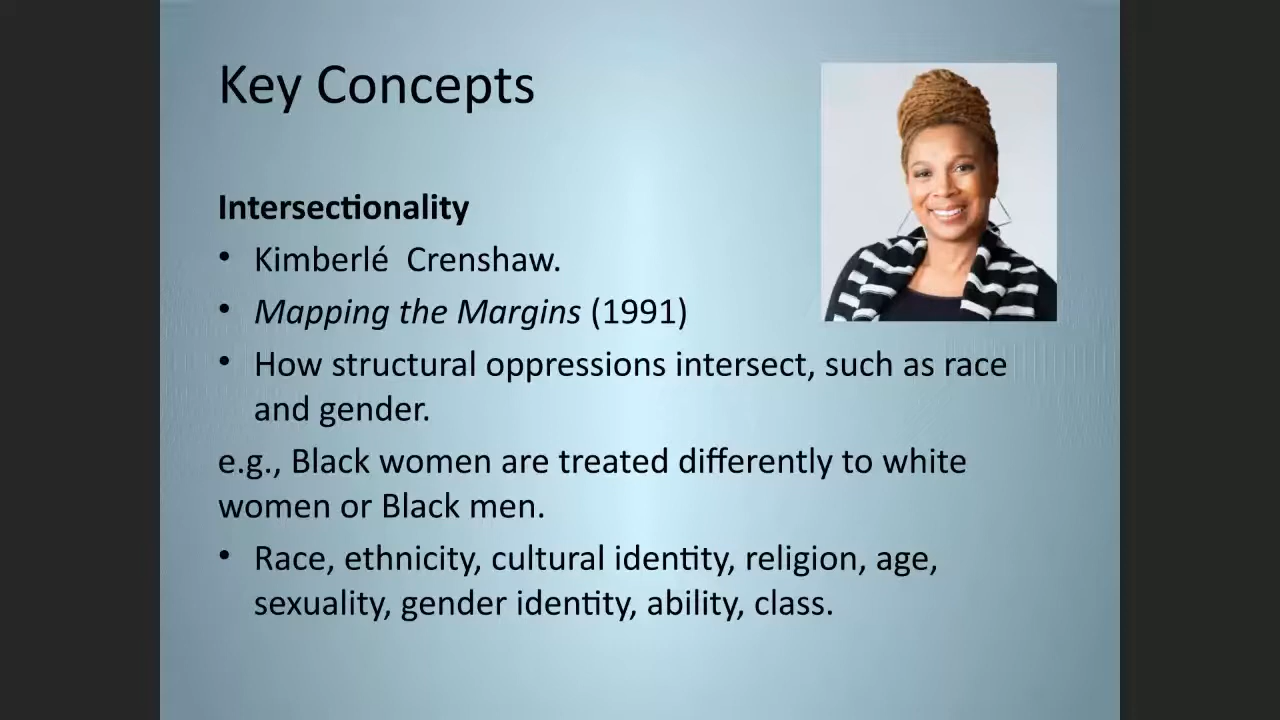 Key Concepts
Intersectionality
• Kimberlé  Crenshaw.
• Mapping the Margins (1991)
• How structural oppressions intersect, such as race
and gender.
e.g., Black women are treated differently to white
women or Black men.
• Race, ethnicity, cultural identity, religion, age,
sexuality, gender identity, ability, class.